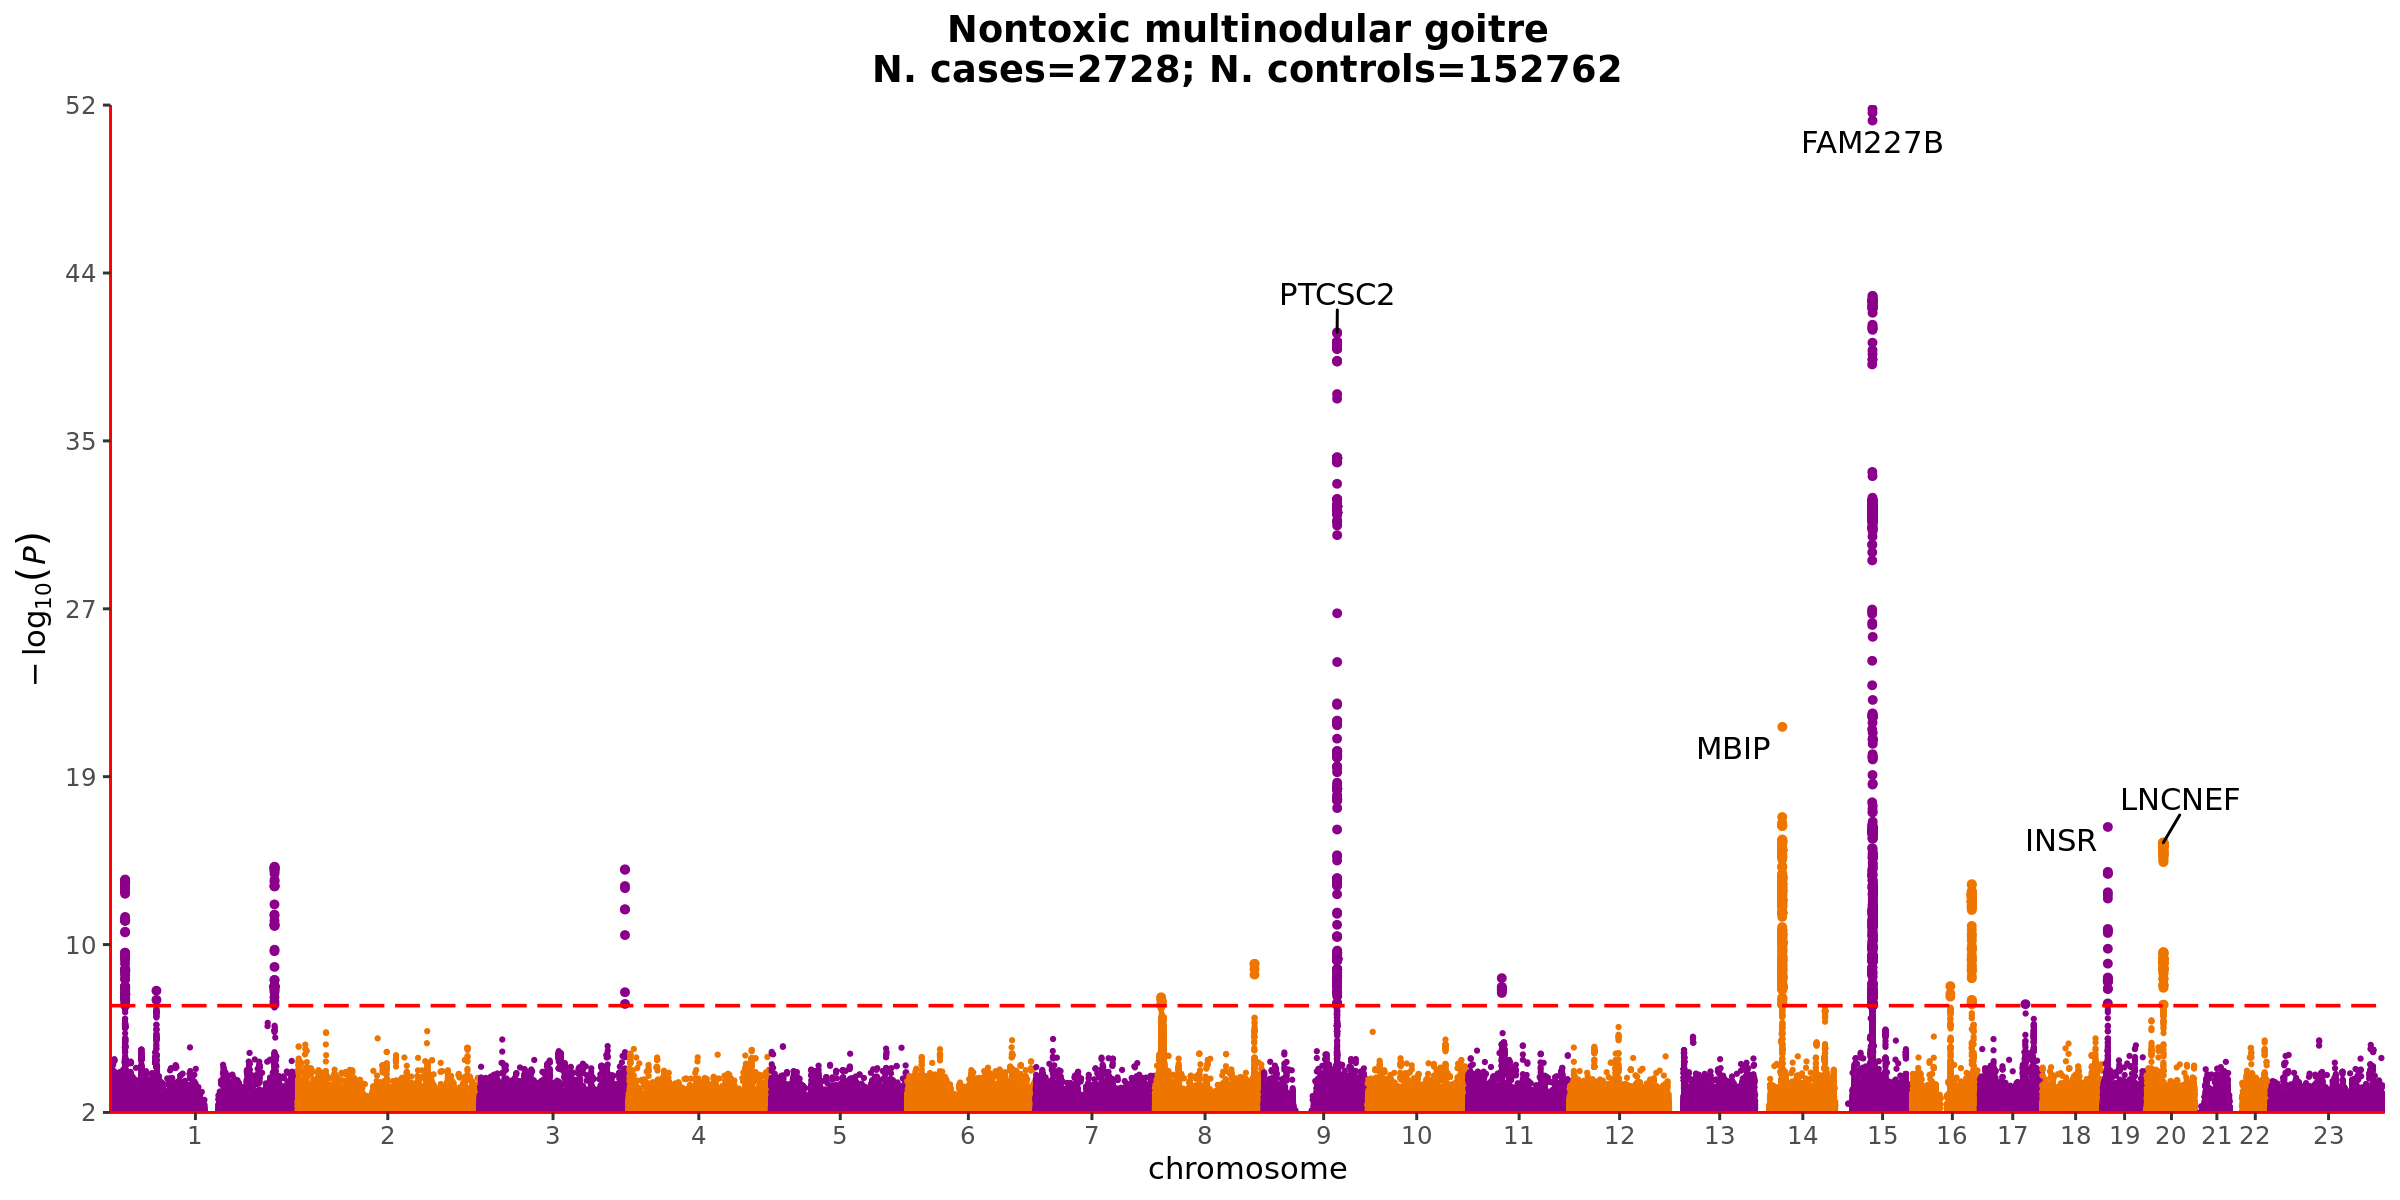 Nontoxic multinodular goitre
N. cases=2728; N. controls=152762
52
44
35
27
19
10
2
− log10(P)
FAM227B
PTCSC2
MBIP
LNCNEF
INSR
1 2 3 4 5 6 7 8 9 10 11 12 13 14 15 16 17 18 19 20 21 22 23
chromosome